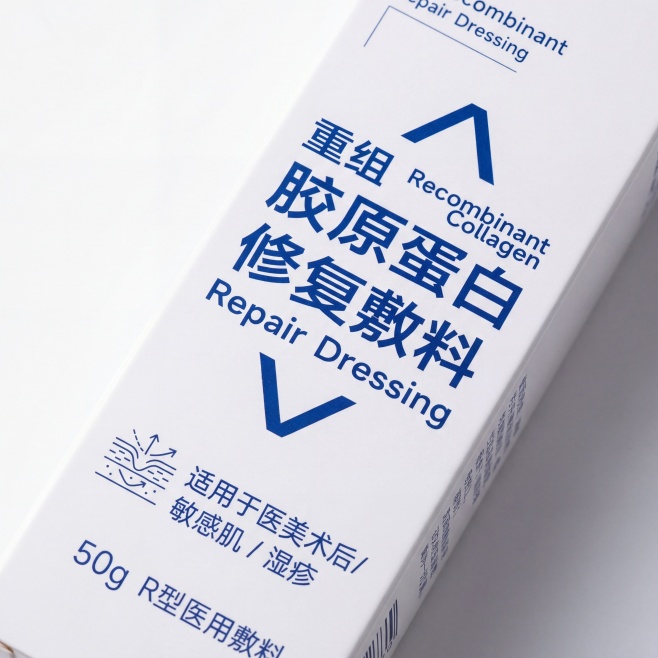 Recombinant
Repair Dressing
重组
Recombinant
Collagen
胶原蛋白
修复敷料
Repair Dressing
适用于医美术后/
敏感肌 / 湿疹
50g R型医用敷料